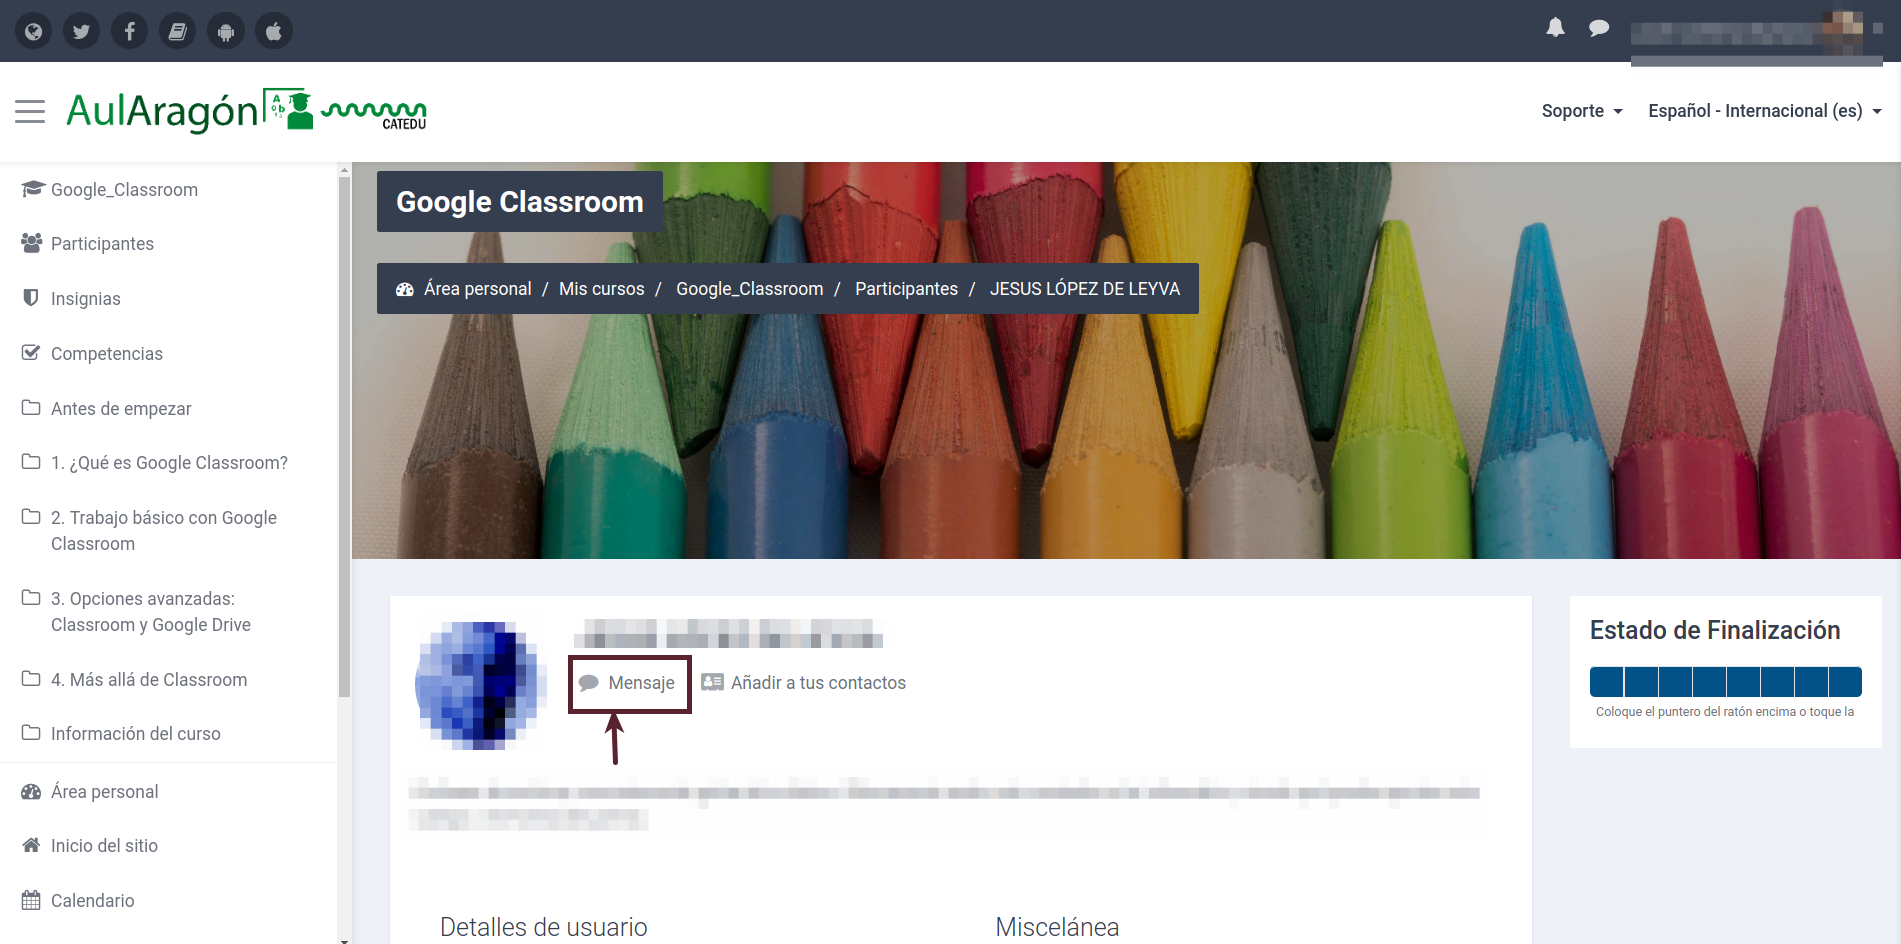 AulAragón
A
b
CATEDU
Soporte
Español - Internacional (es)
Google_Classroom
Participantes
Insignias
Competencias
Antes de empezar
1. ¿Qué es Google Classroom?
2. Trabajo básico con Google
Classroom
3. Opciones avanzadas:
Classroom y Google Drive
4. Más allá de Classroom
Información del curso
Área personal
Inicio del sitio
Calendario
Google Classroom
Área personal / Mis cursos / Google_Classroom / Participantes / JESUS LÓPEZ DE LEYVA
Mensaje
Añadir a tus contactos
Detalles de usuario
Miscelánea
Estado de Finalización
Coloque el puntero del ratón encima o toque la